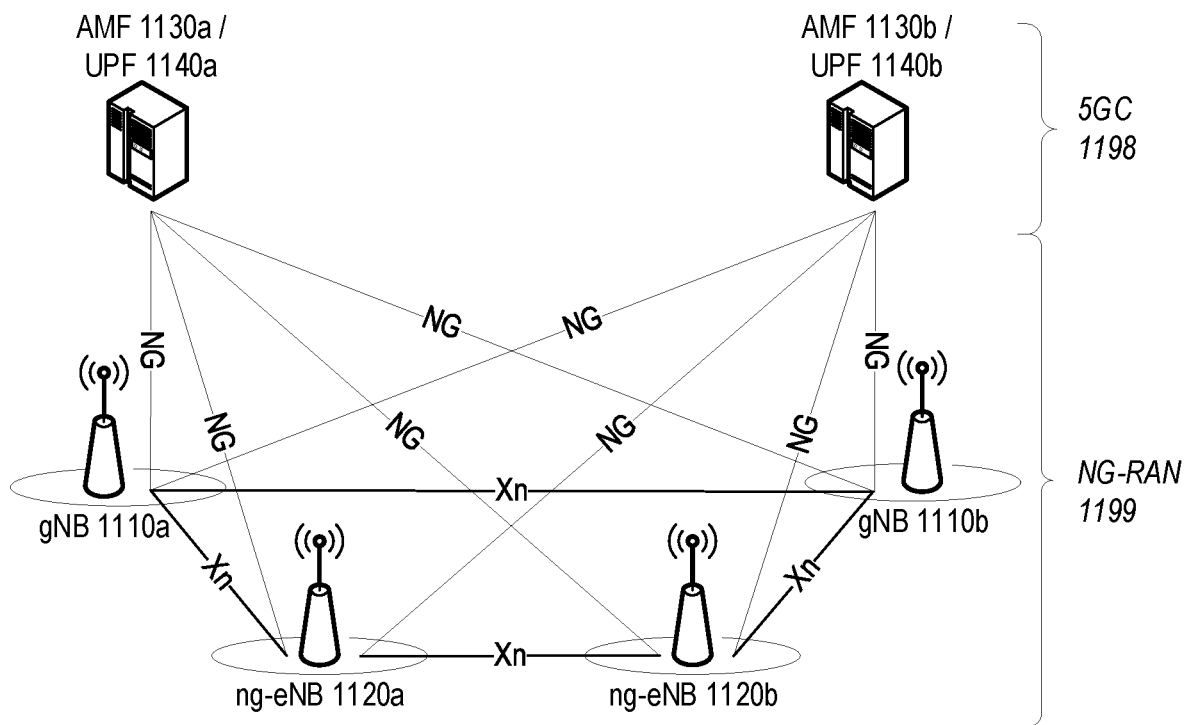 AMF 1130a /
UPF 1140a
AMF 1130b /
UPF 1140b
5GC
1198
NG
NG
NG
NG
NG
NG
NG
NG
NG-RAN
1199
Xn
gNB 1110a
gNB 1110b
Xn
Xn
Xn
ng-eNB 1120a
ng-eNB 1120b